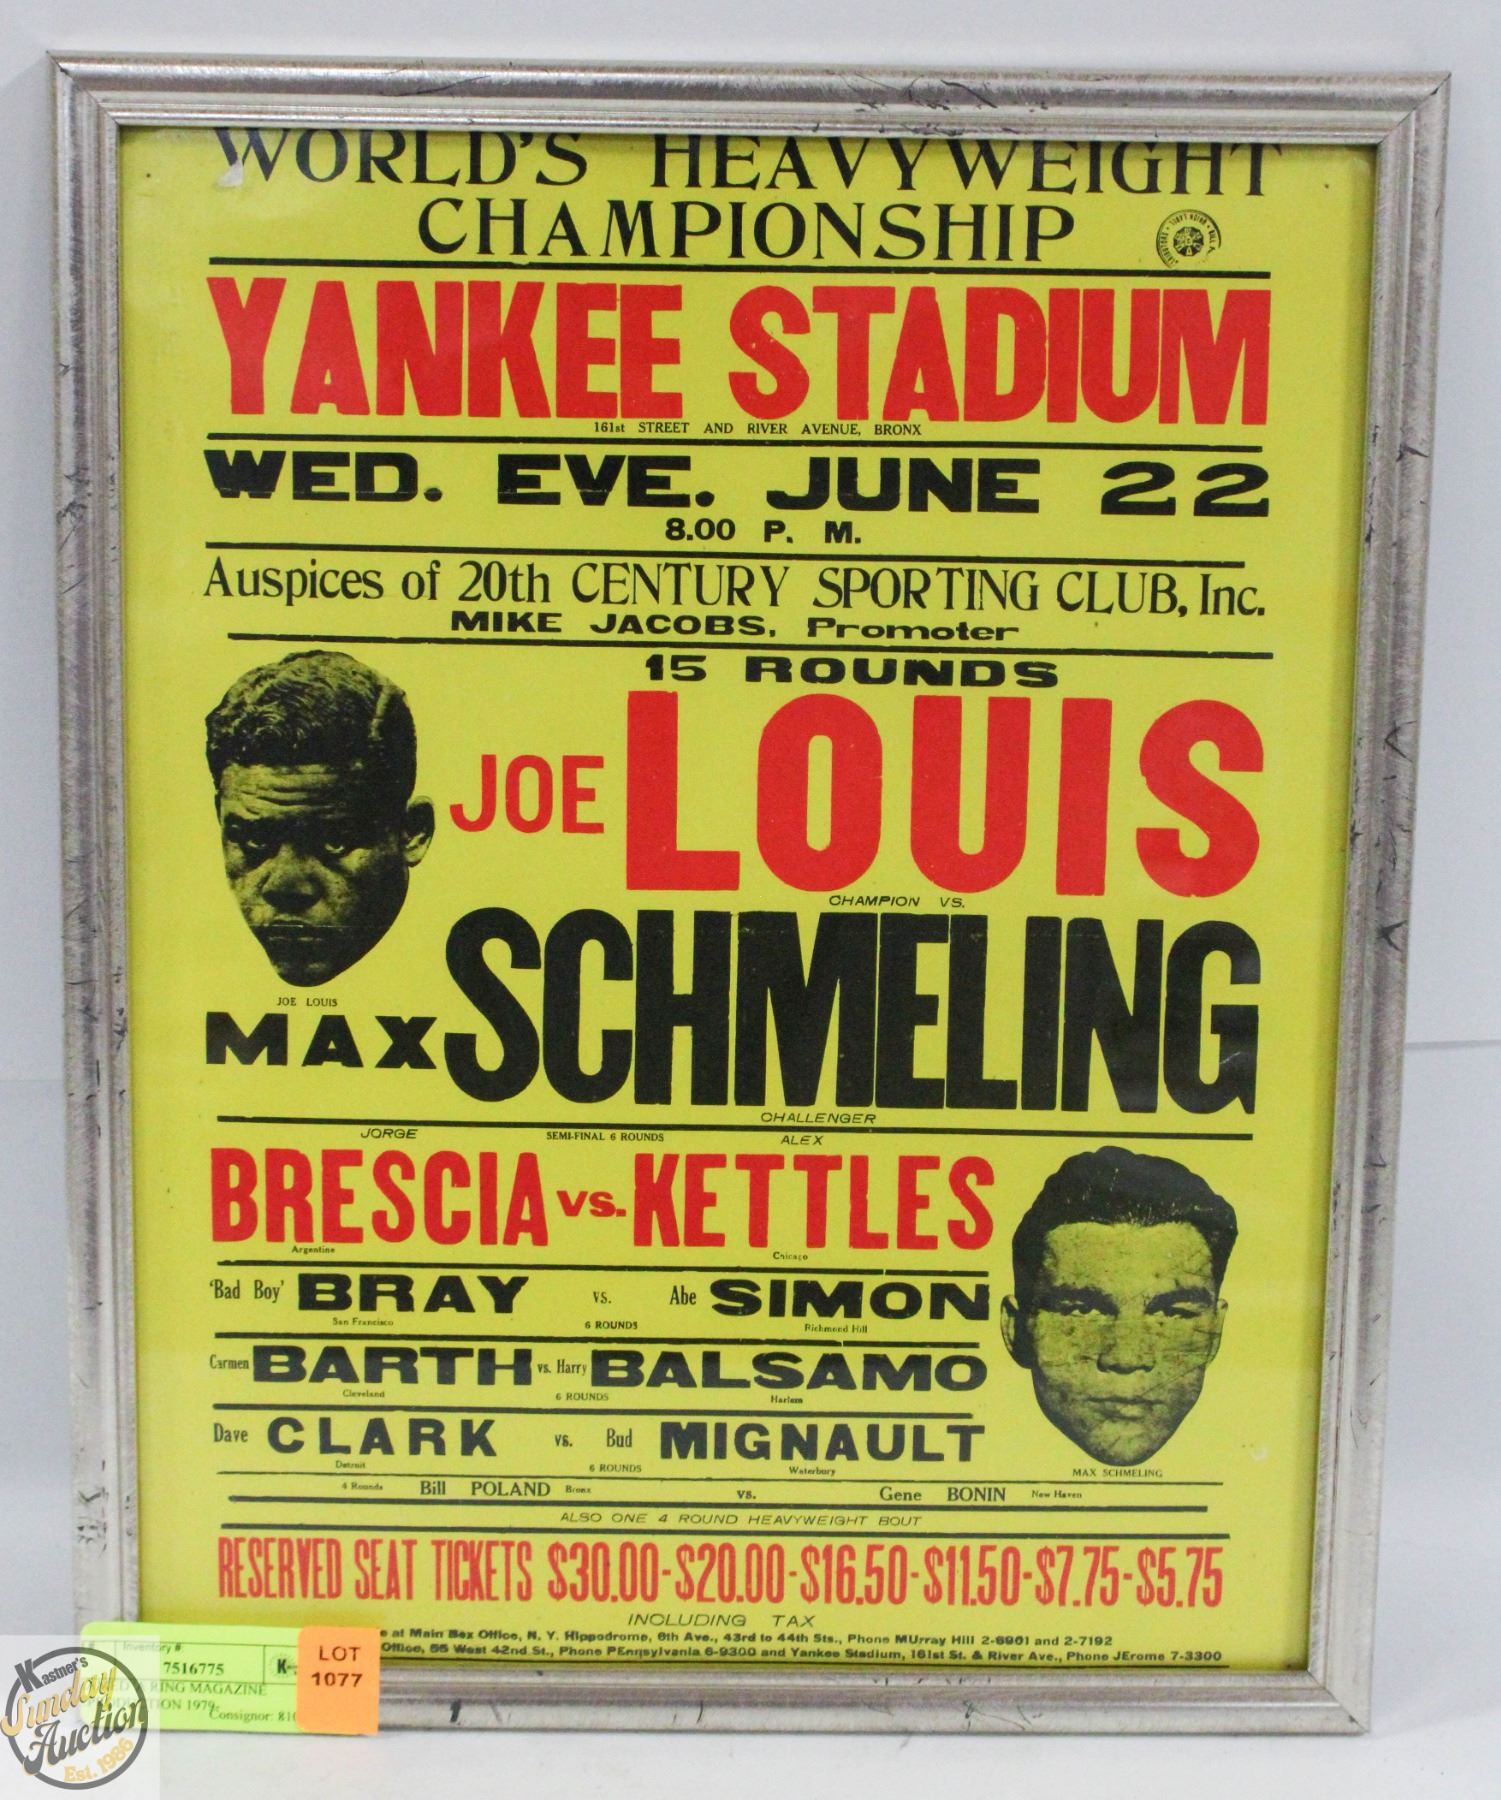 WORLD'S HEAVYWEIGHT
CHAMPIONSHIP
YANKEE STADIUM
161st STREET AND RIVER AVENUE, BRONX
WED. EVE. JUNE 22
8.00 P. M.
Auspices of 20th CENTURY SPORTING CLUB, Inc.
MIKE JACOBS, Promoter
15 ROUNDS
JOE LOUIS
CHAMPION VS.
JOE LOUIS
MAX SCHMELING
CHALLENGER
JORGE SEMI-FINAL 6 ROUNDS ALEX
BRESCIA vs. KETTLES
Argentine Chicago
'Bad Boy' BRAY vs. Abe SIMON
San Francisco 6 ROUNDS Richmond Hill
Carmen BARTH vs. Harry BALSAMO
Cleveland 6 ROUNDS Harlem
Dave CLARK vs. Bud MIGNAULT
Detroit 6 ROUNDS Waterbury
MAX SCHMELING
4 Rounds Bill POLAND Bronx vs. Gene BONIN New Haven
ALSO ONE 4 ROUND HEAVYWEIGHT BOUT
RESERVED SEAT TICKETS $30.00-$20.00-$16.50-$11.50-$7.75-$5.75
INCLUDING TAX
at Main Box Office, N. Y. Hippodrome, 6th Ave., 43rd to 44th Sts., Phone MUrray Hill 2-6901 and 2-7192
Office, 55 West 42nd St., Phone PEnnsylvania 6-9300 and Yankee Stadium, 161st St. & River Ave., Phone JErome 7-3300
Inventory #
7516775
RING MAGAZINE
1979
Consignor:
LOT
1077
Kastner's
Sunday
Auction
Est. 1986